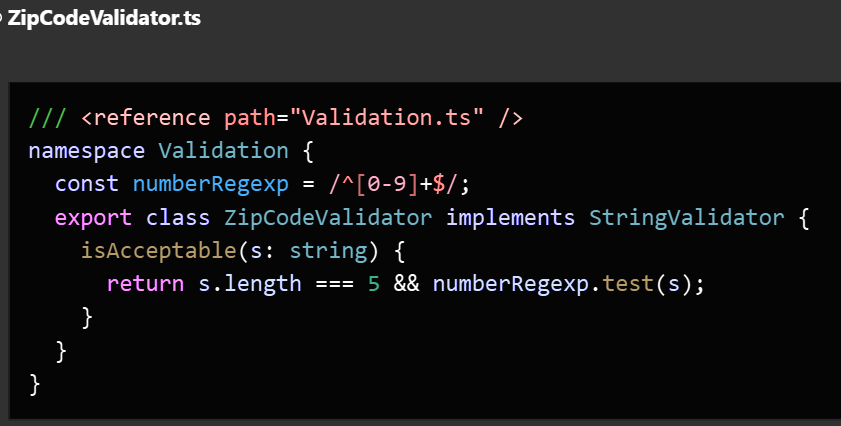 ZipCodeValidator.ts
/// <reference path="Validation.ts" />
namespace Validation {
  const numberRegexp = /^[0-9]+$/;
  export class ZipCodeValidator implements StringValidator {
    isAcceptable(s: string) {
      return s.length === 5 && numberRegexp.test(s);
    }
  }
}